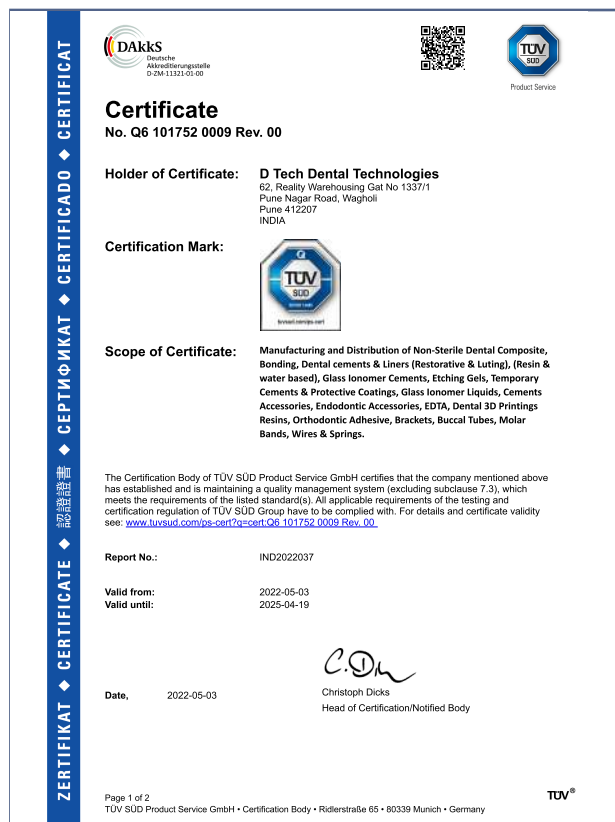 ZERTIFIKAT ◆ CERTIFICATE ◆ 認證證書 ◆ СЕРТИФИКАТ ◆ CERTIFICADO ◆ CERTIFICAT
DAkkS
Deutsche
Akkreditierungsstelle
D-ZM-11321-01-00
TÜV
SÜD
Product Service
Certificate
No. Q6 101752 0009 Rev. 00
Holder of Certificate:
D Tech Dental Technologies
62, Reality Warehousing Gat No 1337/1
Pune Nagar Road, Wagholi
Pune 412207
INDIA
Certification Mark:
TÜV
SÜD
tuvsud.com/ps-cert
Scope of Certificate:
Manufacturing and Distribution of Non-Sterile Dental Composite,
Bonding, Dental cements & Liners (Restorative & Luting), (Resin &
water based), Glass Ionomer Cements, Etching Gels, Temporary
Cements & Protective Coatings, Glass Ionomer Liquids, Cements
Accessories, Endodontic Accessories, EDTA, Dental 3D Printings
Resins, Orthodontic Adhesive, Brackets, Buccal Tubes, Molar
Bands, Wires & Springs.
The Certification Body of TÜV SÜD Product Service GmbH certifies that the company mentioned above
has established and is maintaining a quality management system (excluding subclause 7.3), which
meets the requirements of the listed standard(s). All applicable requirements of the testing and
certification regulation of TÜV SÜD Group have to be complied with. For details and certificate validity
see: www.tuvsud.com/ps-cert?q=cert:Q6 101752 0009 Rev. 00
Report No.: IND2022037
Valid from: 2022-05-03
Valid until: 2025-04-19
C. Di
Date, 2022-05-03
Christoph Dicks
Head of Certification/Notified Body
Page 1 of 2
TÜV SÜD Product Service GmbH • Certification Body • Ridlerstraße 65 • 80339 Munich • Germany
TÜV®